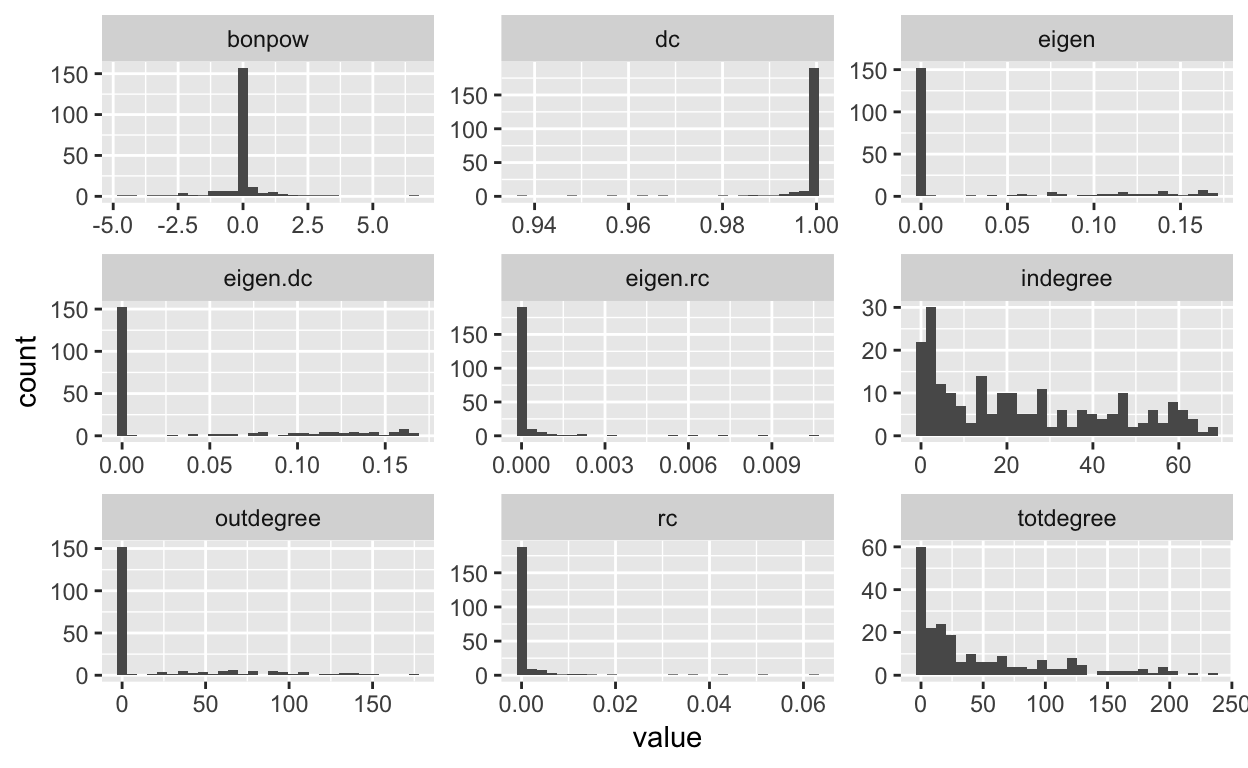 bonpow dc eigen
150 150 150
100 100 100
50 50 50
0 0 0
-5.0 -2.5 0.0 2.5 5.0 0.94 0.96 0.98 1.00 0.00 0.05 0.10 0.15
eigen.dc eigen.rc indegree
150 150 30
100 100 20
50 50 10
0 0 0
0.00 0.05 0.10 0.15 0.000 0.003 0.006 0.009 0 20 40 60
count
outdegree rc totdegree
150 150 60
100 100 40
50 50 20
0 0 0
0 50 100 150 0.00 0.02 0.04 0.06 0 50 100 150 200 250
value